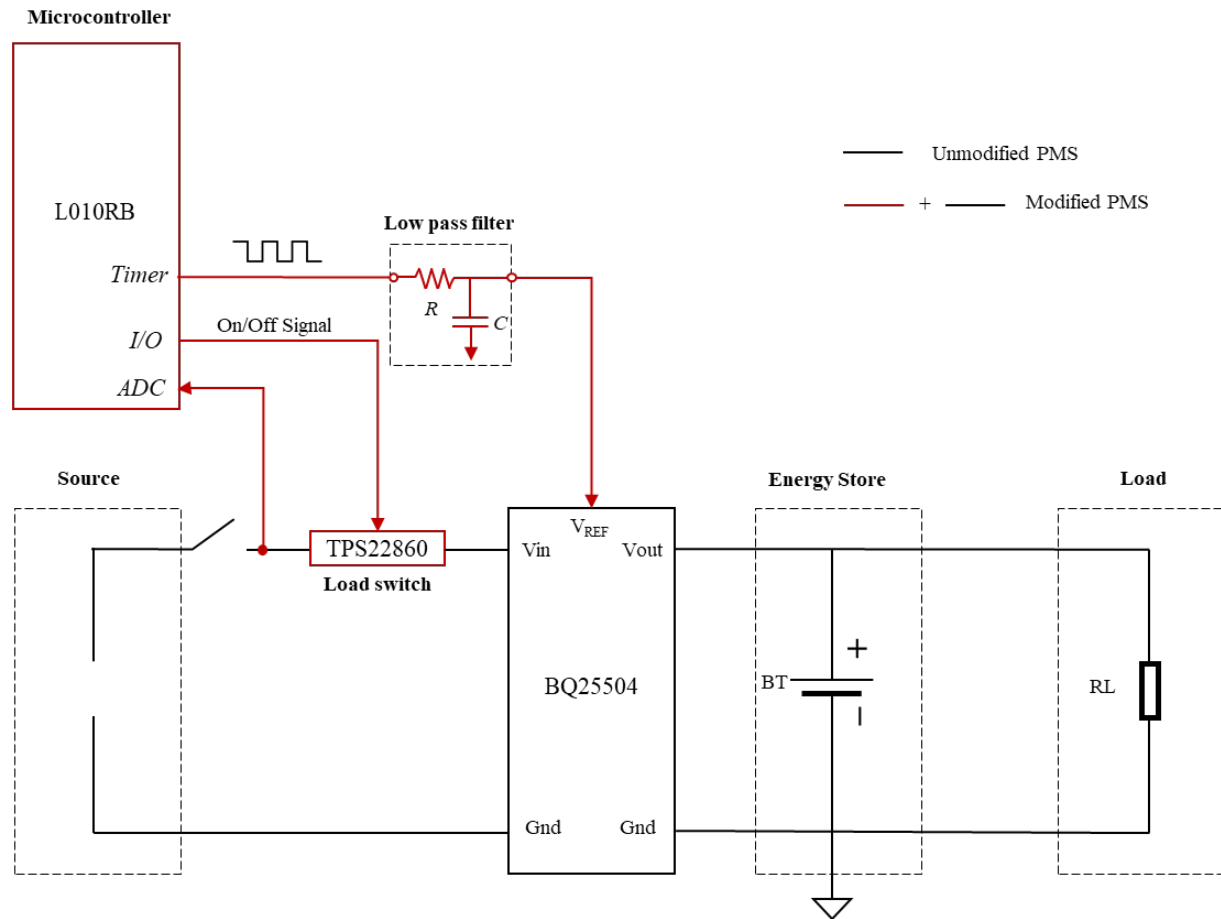 Microcontroller
L010RB
Timer
I/O
ADC
On/Off Signal
Low pass filter
R
C
Unmodified PMS
+
Modified PMS
Source
TPS22860
Load switch
VREF
Vin
Vout
BQ25504
Gnd
Gnd
Energy Store
BT
+
Load
RL